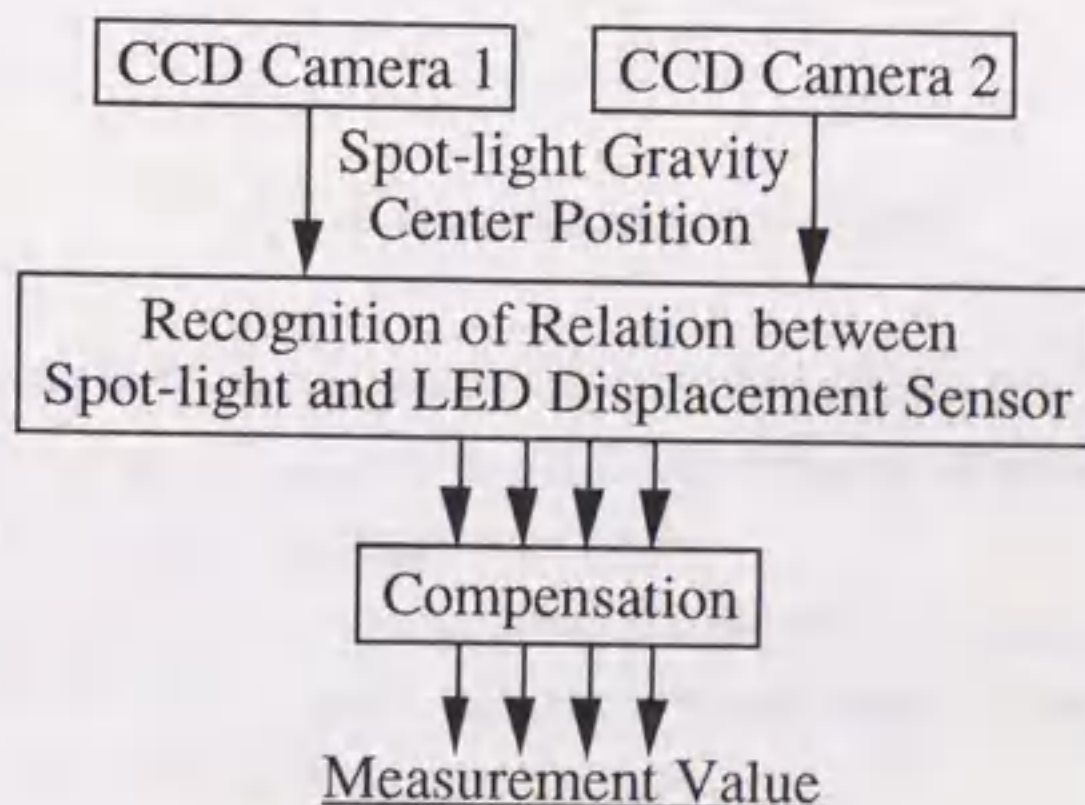 CCD Camera 1
CCD Camera 2
Spot-light Gravity
Center Position
Recognition of Relation between
Spot-light and LED Displacement Sensor
Compensation
Measurement Value